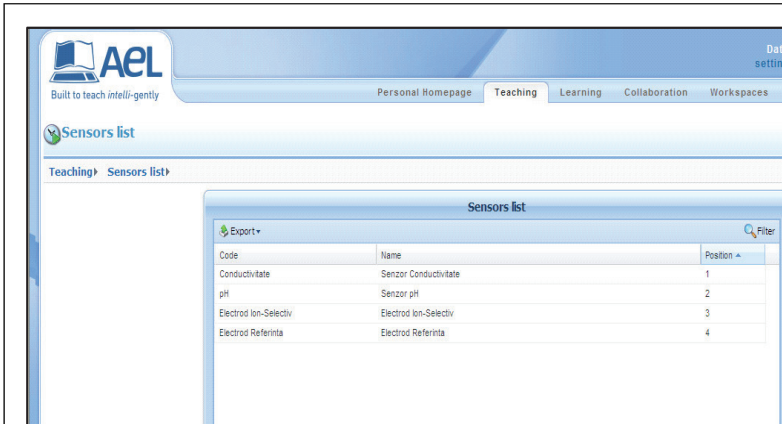 AeL
Dat
settin
Built to teach intelli-gently
Personal Homepage Teaching Learning Collaboration Workspaces
Sensors list
Teaching Sensors list
Sensors list
Export Filter
Code Name Position
Conductivitate Senzor Conductivitate 1
pH Senzor pH 2
Electrod Ion-Selectiv Electrod Ion-Selectiv 3
Electrod Referinta Electrod Referinta 4